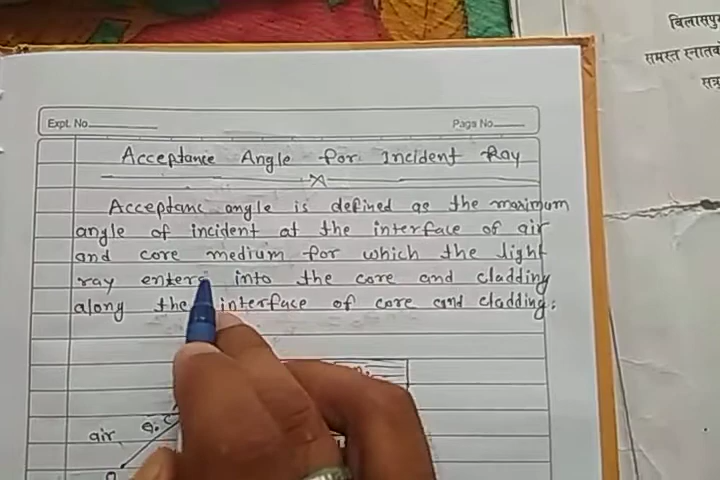 बिलासपु
समस्त स्नातक
सत्र
Expt. No.
Page No.
Acceptance Angle for Incident Ray
Acceptanc angle is defined as the maximum
angle of incident at the interface of air
and core medium for which the light
ray enters into the core and cladding
along the interface of core and cladding.
air
θi